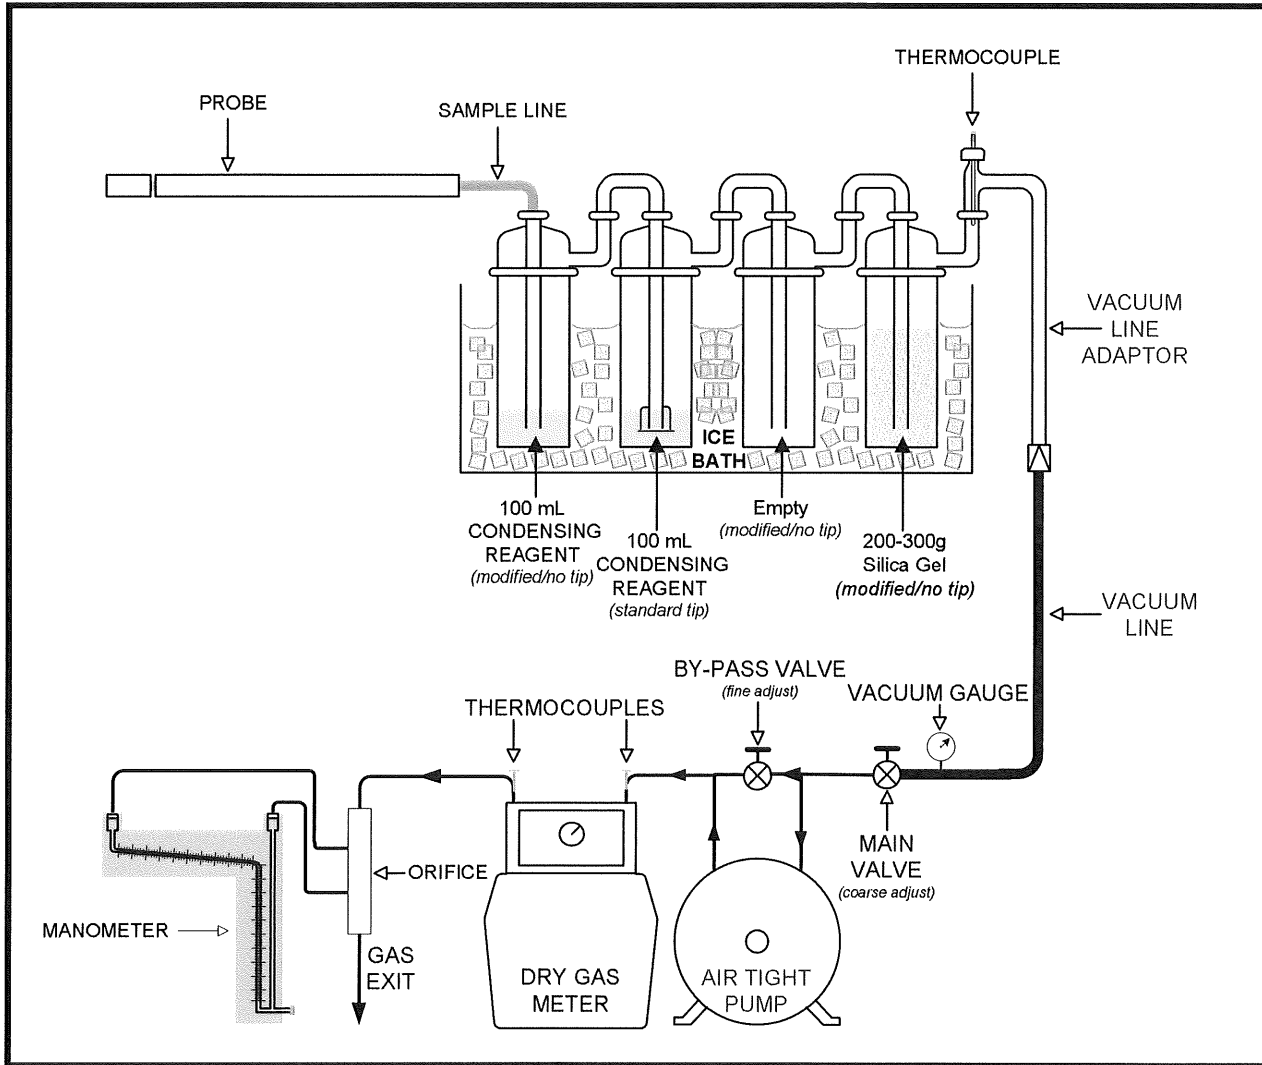 THERMOCOUPLE
PROBE
SAMPLE LINE
VACUUM
LINE
ADAPTOR
ICE
BATH
100 mL
CONDENSING
REAGENT
(modified/no tip)
100 mL
CONDENSING
REAGENT
(standard tip)
Empty
(modified/no tip)
200-300g
Silica Gel
(modified/no tip)
VACUUM
LINE
BY-PASS VALVE
(fine adjust)
VACUUM GAUGE
THERMOCOUPLES
MAIN
VALVE
(coarse adjust)
ORIFICE
MANOMETER
GAS
EXIT
DRY GAS
METER
AIR TIGHT
PUMP